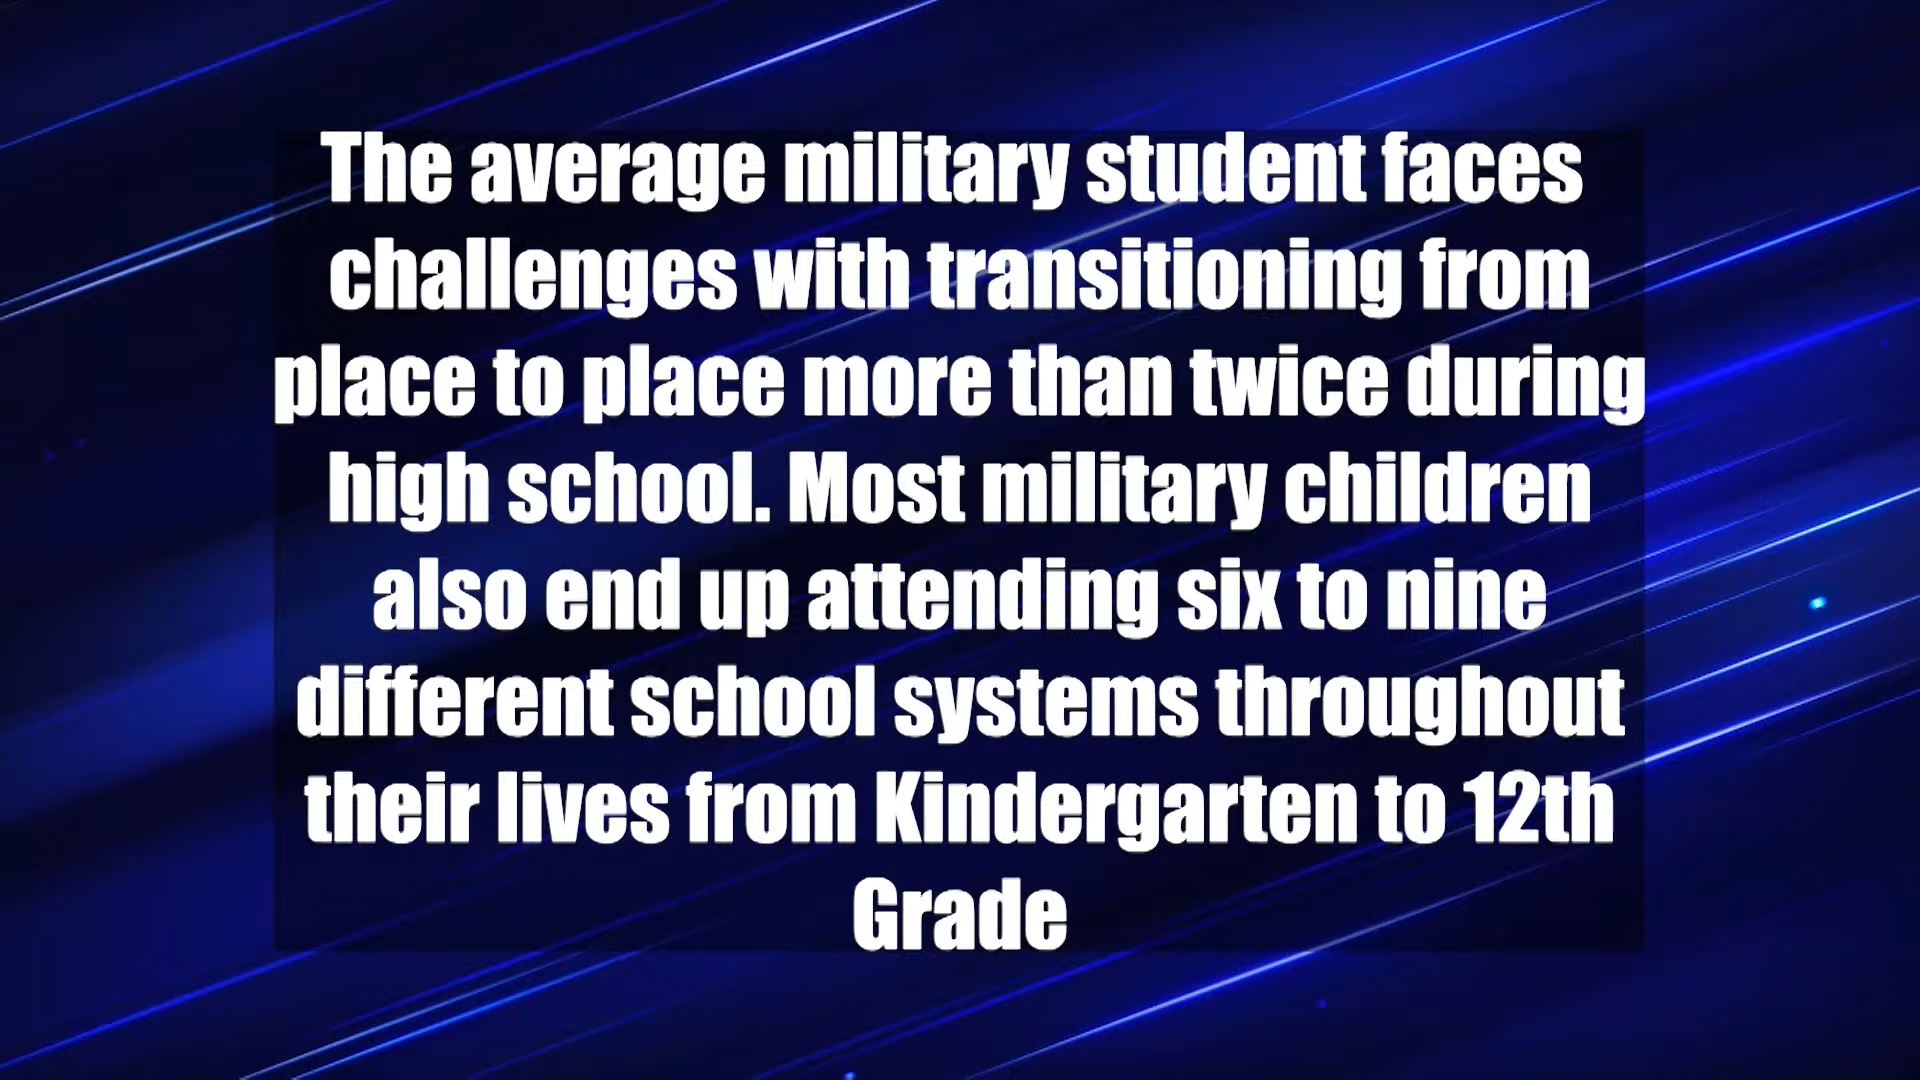 The average military student faces
challenges with transitioning from
place to place more than twice during
high school. Most military children
also end up attending six to nine
different school systems throughout
their lives from Kindergarten to 12th
Grade